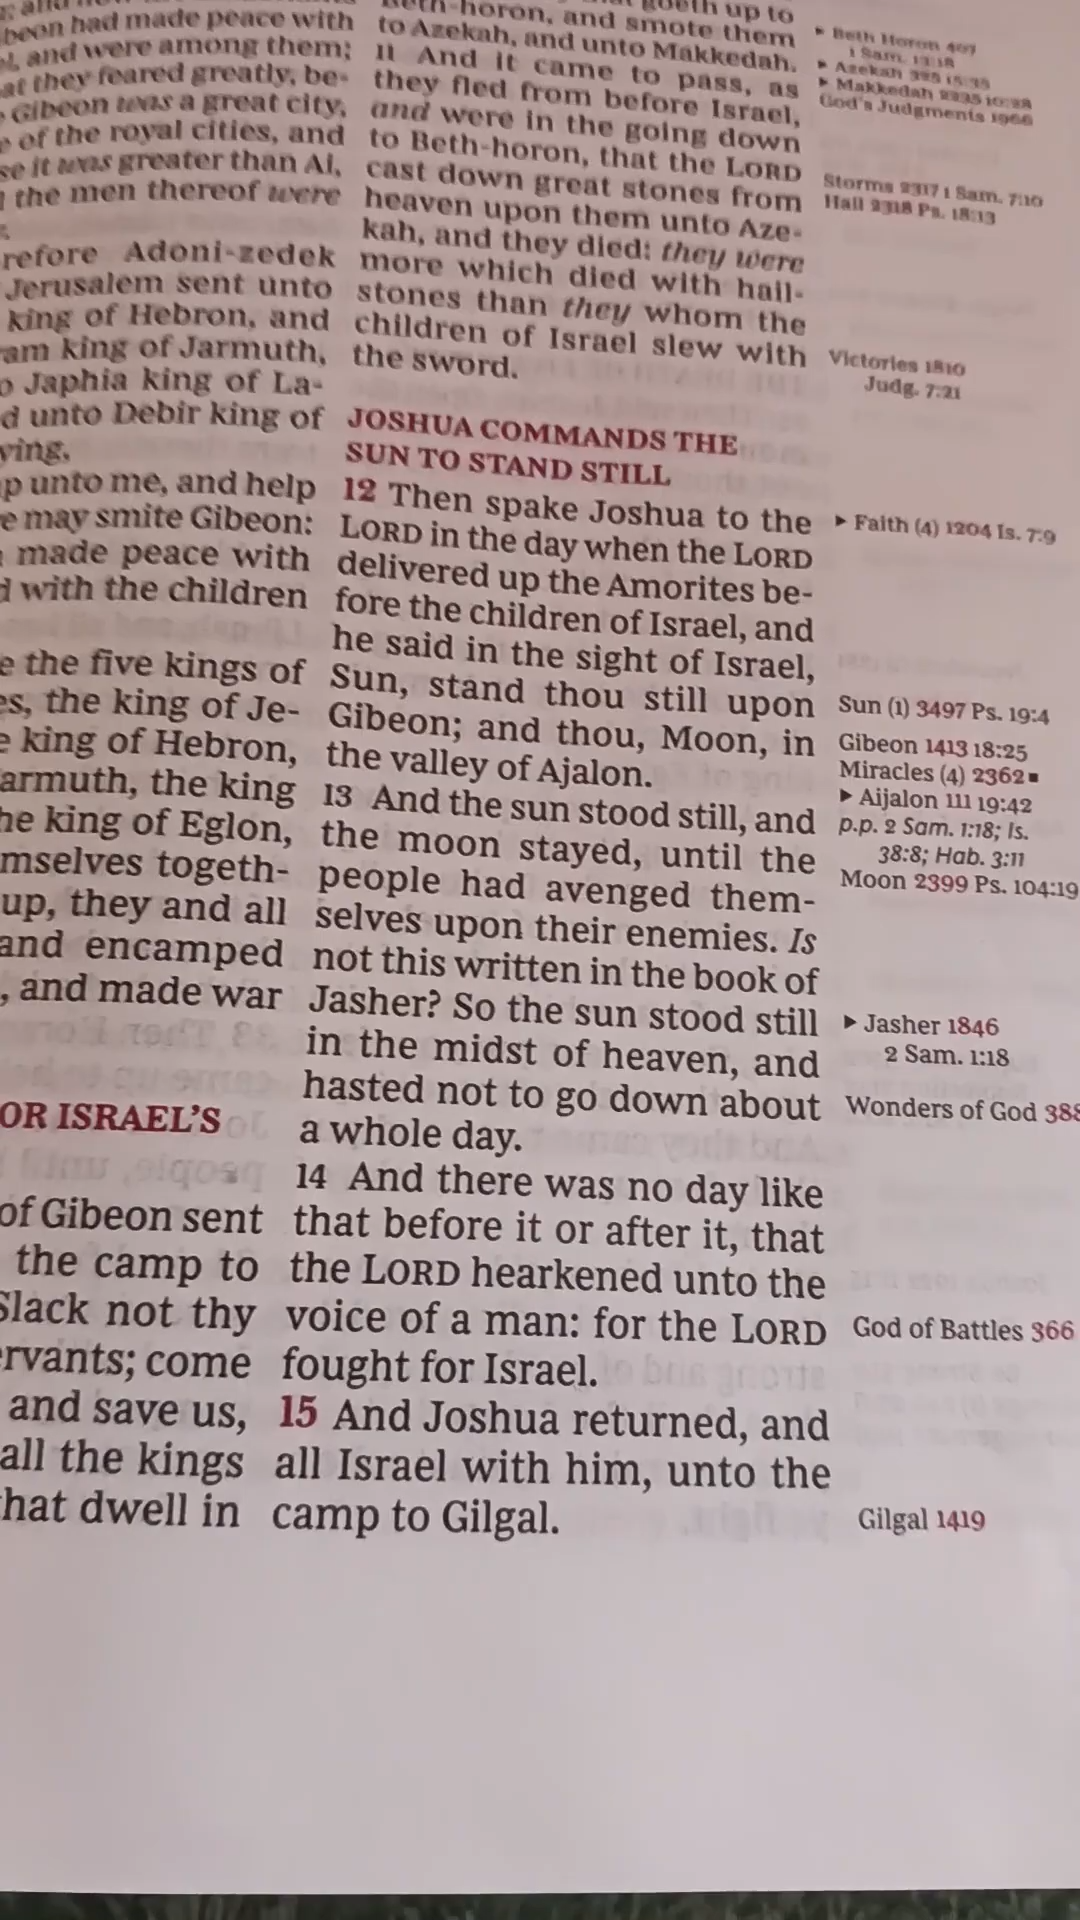 been had made peace with
and were among them;
at they feared greatly, be-
Gibeon was a great city,
of the royal cities, and
se it was greater than Ai,
the men thereof were
refore Adoni-zedek
Jerusalem sent unto
king of Hebron, and
am king of Jarmuth,
Japhia king of La-
d unto Debir king of
ying,
p unto me, and help
e may smite Gibeon:
made peace with
d with the children
e the five kings of
es, the king of Je-
e king of Hebron,
armuth, the king
he king of Eglon,
mselves togeth-
up, they and all
and encamped
, and made war
OR ISRAEL'S
of Gibeon sent
the camp to
Slack not thy
rvants; come
and save us,
all the kings
hat dwell in
Beth-horon, and smote them
to Azekah, and unto Makkedah.
11 And it came to pass, as
they fled from before Israel,
and were in the going down
to Beth-horon, that the LORD
cast down great stones from
heaven upon them unto Aze-
kah, and they died: they were
more which died with hail-
stones than they whom the
children of Israel slew with
the sword.
JOSHUA COMMANDS THE
SUN TO STAND STILL
12 Then spake Joshua to the
LORD in the day when the LORD
delivered up the Amorites be-
fore the children of Israel, and
he said in the sight of Israel,
Sun, stand thou still upon
Gibeon; and thou, Moon, in
the valley of Ajalon.
13 And the sun stood still, and
the moon stayed, until the
people had avenged them-
selves upon their enemies. Is
not this written in the book of
Jasher? So the sun stood still
in the midst of heaven, and
hasted not to go down about
a whole day.
14 And there was no day like
that before it or after it, that
the LORD hearkened unto the
voice of a man: for the LORD
fought for Israel.
15 And Joshua returned, and
all Israel with him, unto the
camp to Gilgal.
▸ Beth Horon 407
1 Sam. 13:18
▸ Azekah 395 15:35
▸ Makkedah 2235 10:28
God's Judgments 1966
Storms 2317 1 Sam. 7:10
Hail 2318 Ps. 18:13
Victories 1810
Judg. 7:21
▸ Faith (4) 1204 Is. 7:9
Sun (1) 3497 Ps. 19:4
Gibeon 1413 18:25
Miracles (4) 2362▪
▸ Aijalon 111 19:42
p.p. 2 Sam. 1:18; Is.
38:8; Hab. 3:11
Moon 2399 Ps. 104:19
▸ Jasher 1846
2 Sam. 1:18
Wonders of God 388
God of Battles 366
Gilgal 1419